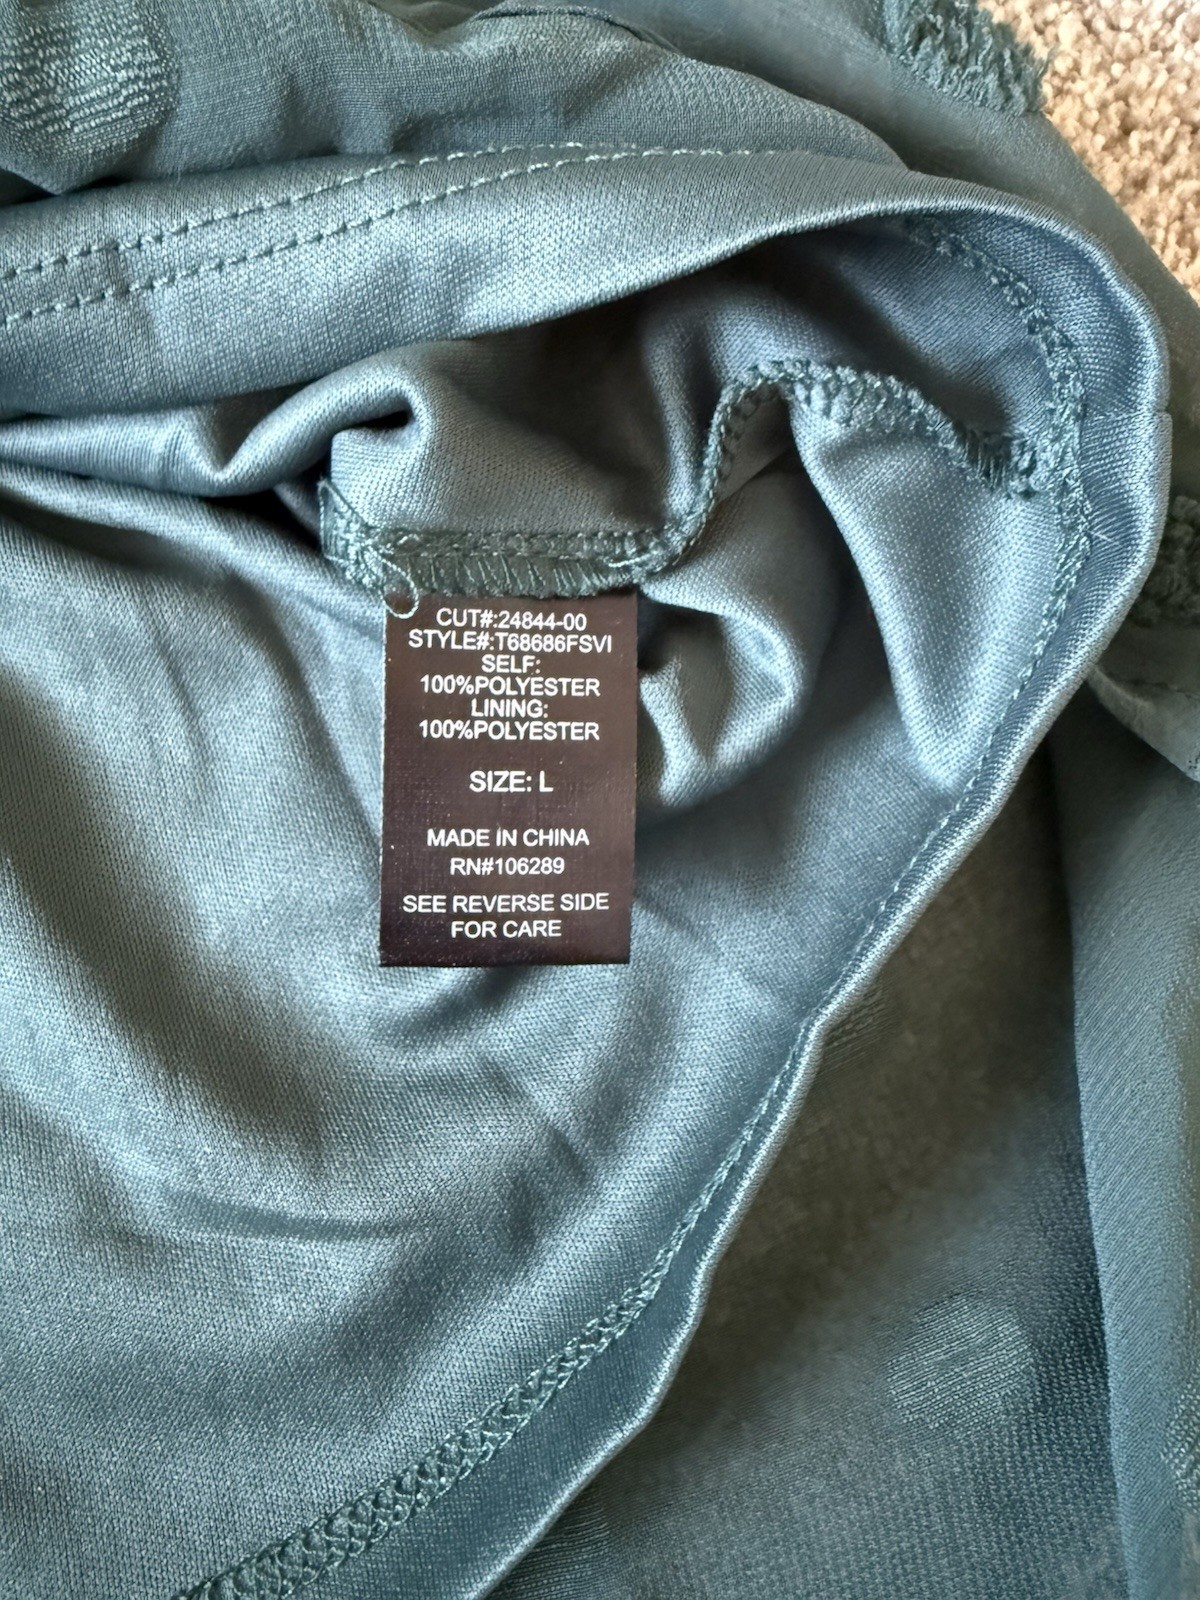 CUT#:24844-00
STYLE#:T68686FSVI
SELF:
100%POLYESTER
LINING:
100%POLYESTER
SIZE: L
MADE IN CHINA
RN#106289
SEE REVERSE SIDE
FOR CARE